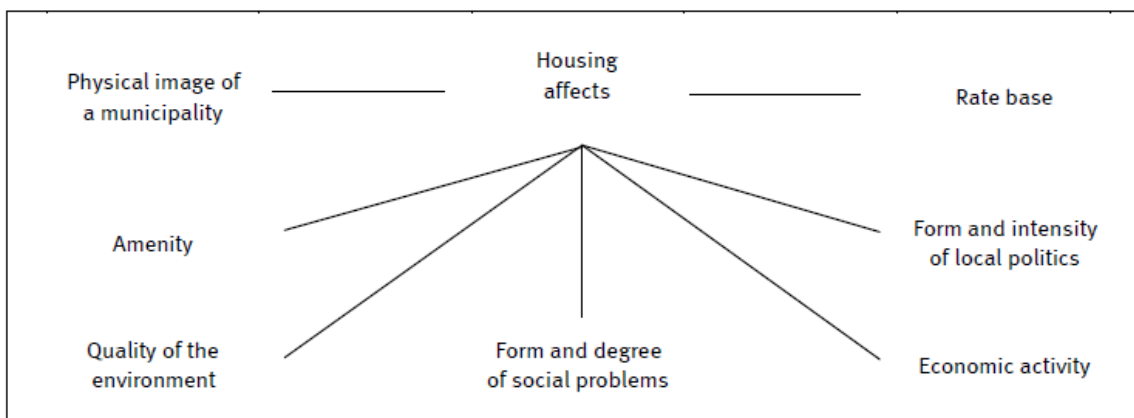 Housing
affects
Physical image of
a municipality
Rate base
Amenity
Form and intensity
of local politics
Quality of the
environment
Form and degree
of social problems
Economic activity